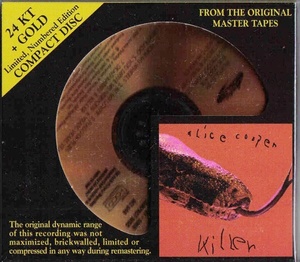 24 KT
+ GOLD
Limited, Numbered Edition
COMPACT DISC
FROM THE ORIGINAL
MASTER TAPES
alice cooper
killer
The original dynamic range
of this recording was not
maximized, brickwalled, limited or
compressed in any way during remastering.